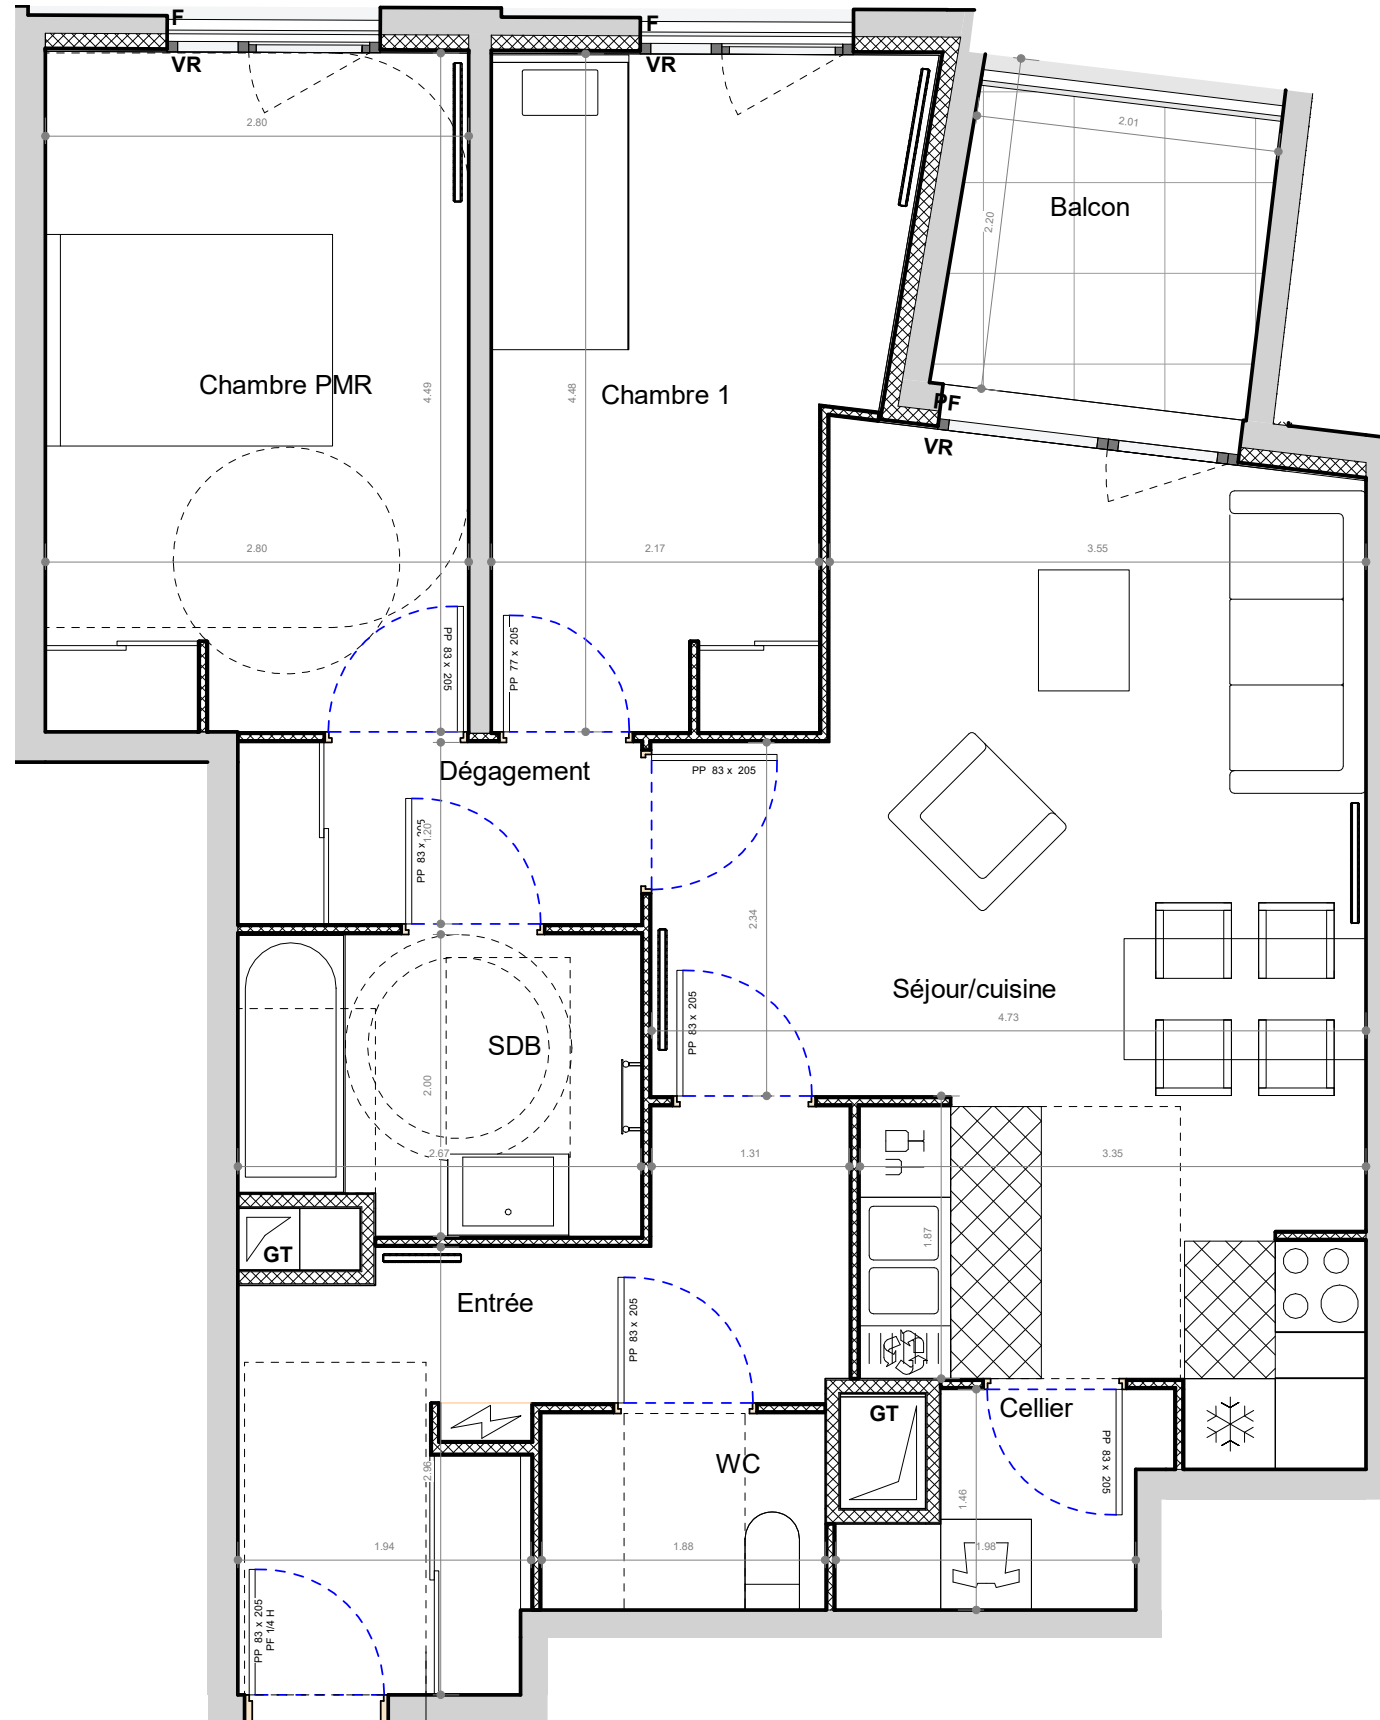 F
F
VR
VR
2.80
2.01
2.20
Balcon
Chambre PMR
4.49
4.48
Chambre 1
PF
VR
2.80
2.17
3.55
PP 83 x 205
PP 77 x 205
Dégagement
PP 83 x 205
PP 83 x 205
1.20
2.34
Séjour/cuisine
4.73
PP 83 x 205
SDB
2.00
2.67
1.31
3.35
1.87
GT
Entrée
PP 83 x 205
GT
Cellier
WC
PP 83 x 205
2.96
1.46
1.94
1.88
1.98
PP 83 x 205
PF 1/4 H